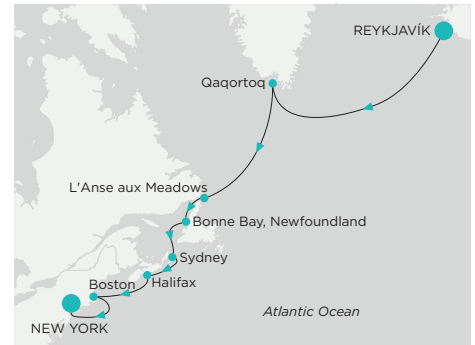 REYKJAVÍK
Qaqortoq
L'Anse aux Meadows
Bonne Bay, Newfoundland
Sydney
Halifax
Boston
NEW YORK
Atlantic Ocean